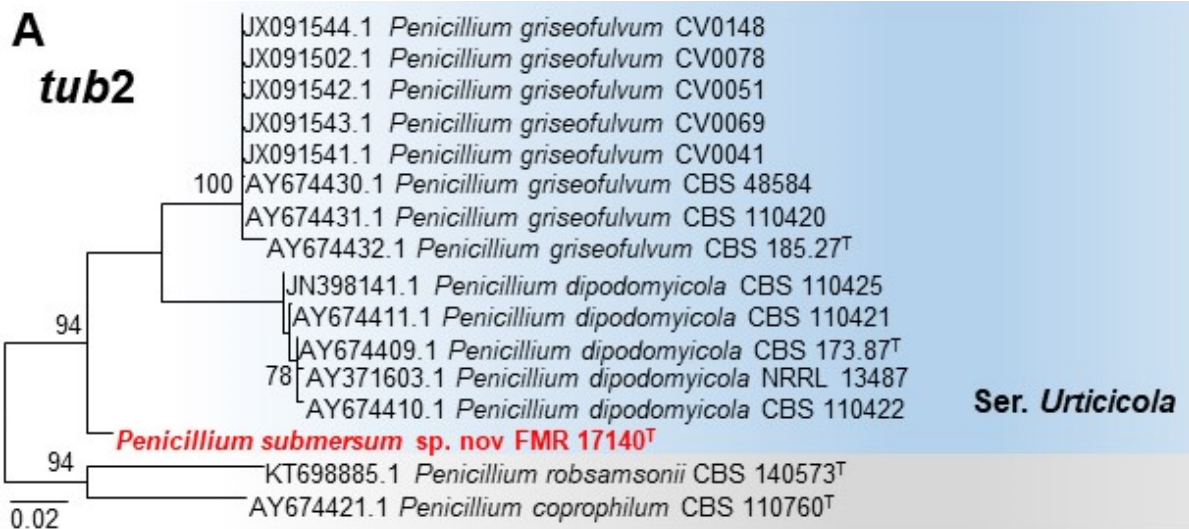 A
tub2
JX091544.1 Penicillium griseofulvum CV0148
JX091502.1 Penicillium griseofulvum CV0078
JX091542.1 Penicillium griseofulvum CV0051
JX091543.1 Penicillium griseofulvum CV0069
JX091541.1 Penicillium griseofulvum CV0041
100
AY674430.1 Penicillium griseofulvum CBS 48584
AY674431.1 Penicillium griseofulvum CBS 110420
AY674432.1 Penicillium griseofulvum CBS 185.27ᵀ
JN398141.1 Penicillium dipodomyicola CBS 110425
AY674411.1 Penicillium dipodomyicola CBS 110421
94
AY674409.1 Penicillium dipodomyicola CBS 173.87ᵀ
78
AY371603.1 Penicillium dipodomyicola NRRL 13487
AY674410.1 Penicillium dipodomyicola CBS 110422
Ser. Urticicola
Penicillium submersum sp. nov FMR 17140ᵀ
94
KT698885.1 Penicillium robsamsonii CBS 140573ᵀ
AY674421.1 Penicillium coprophilum CBS 110760ᵀ
0.02